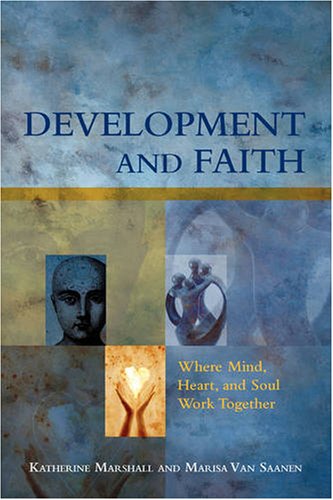 DEVELOPMENT
AND FAITH
Where Mind,
Heart, and Soul
Work Together
KATHERINE MARSHALL AND MARISA VAN SAANEN